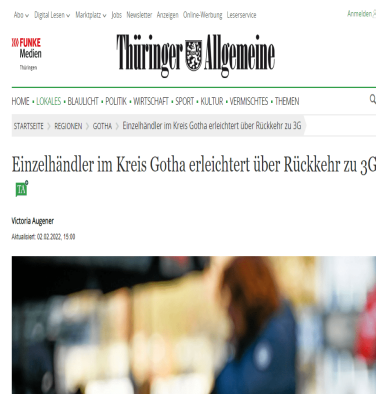 Abo Digital Lesen Marktplatz Jobs Newsletter Anzeigen Online-Werbung Leserservice Anmelden
FUNKE
Medien
Thüringen
Thüringer Allgemeine
HOME • LOKALES • BLAULICHT • POLITIK • WIRTSCHAFT • SPORT • KULTUR • VERMISCHTES • THEMEN
STARTSEITE > REGIONEN > GOTHA > Einzelhändler im Kreis Gotha erleichtert über Rückkehr zu 3G
Einzelhändler im Kreis Gotha erleichtert über Rückkehr zu 3G
TA
Victoria Augener
Aktualisiert: 02.02.2022, 15:00